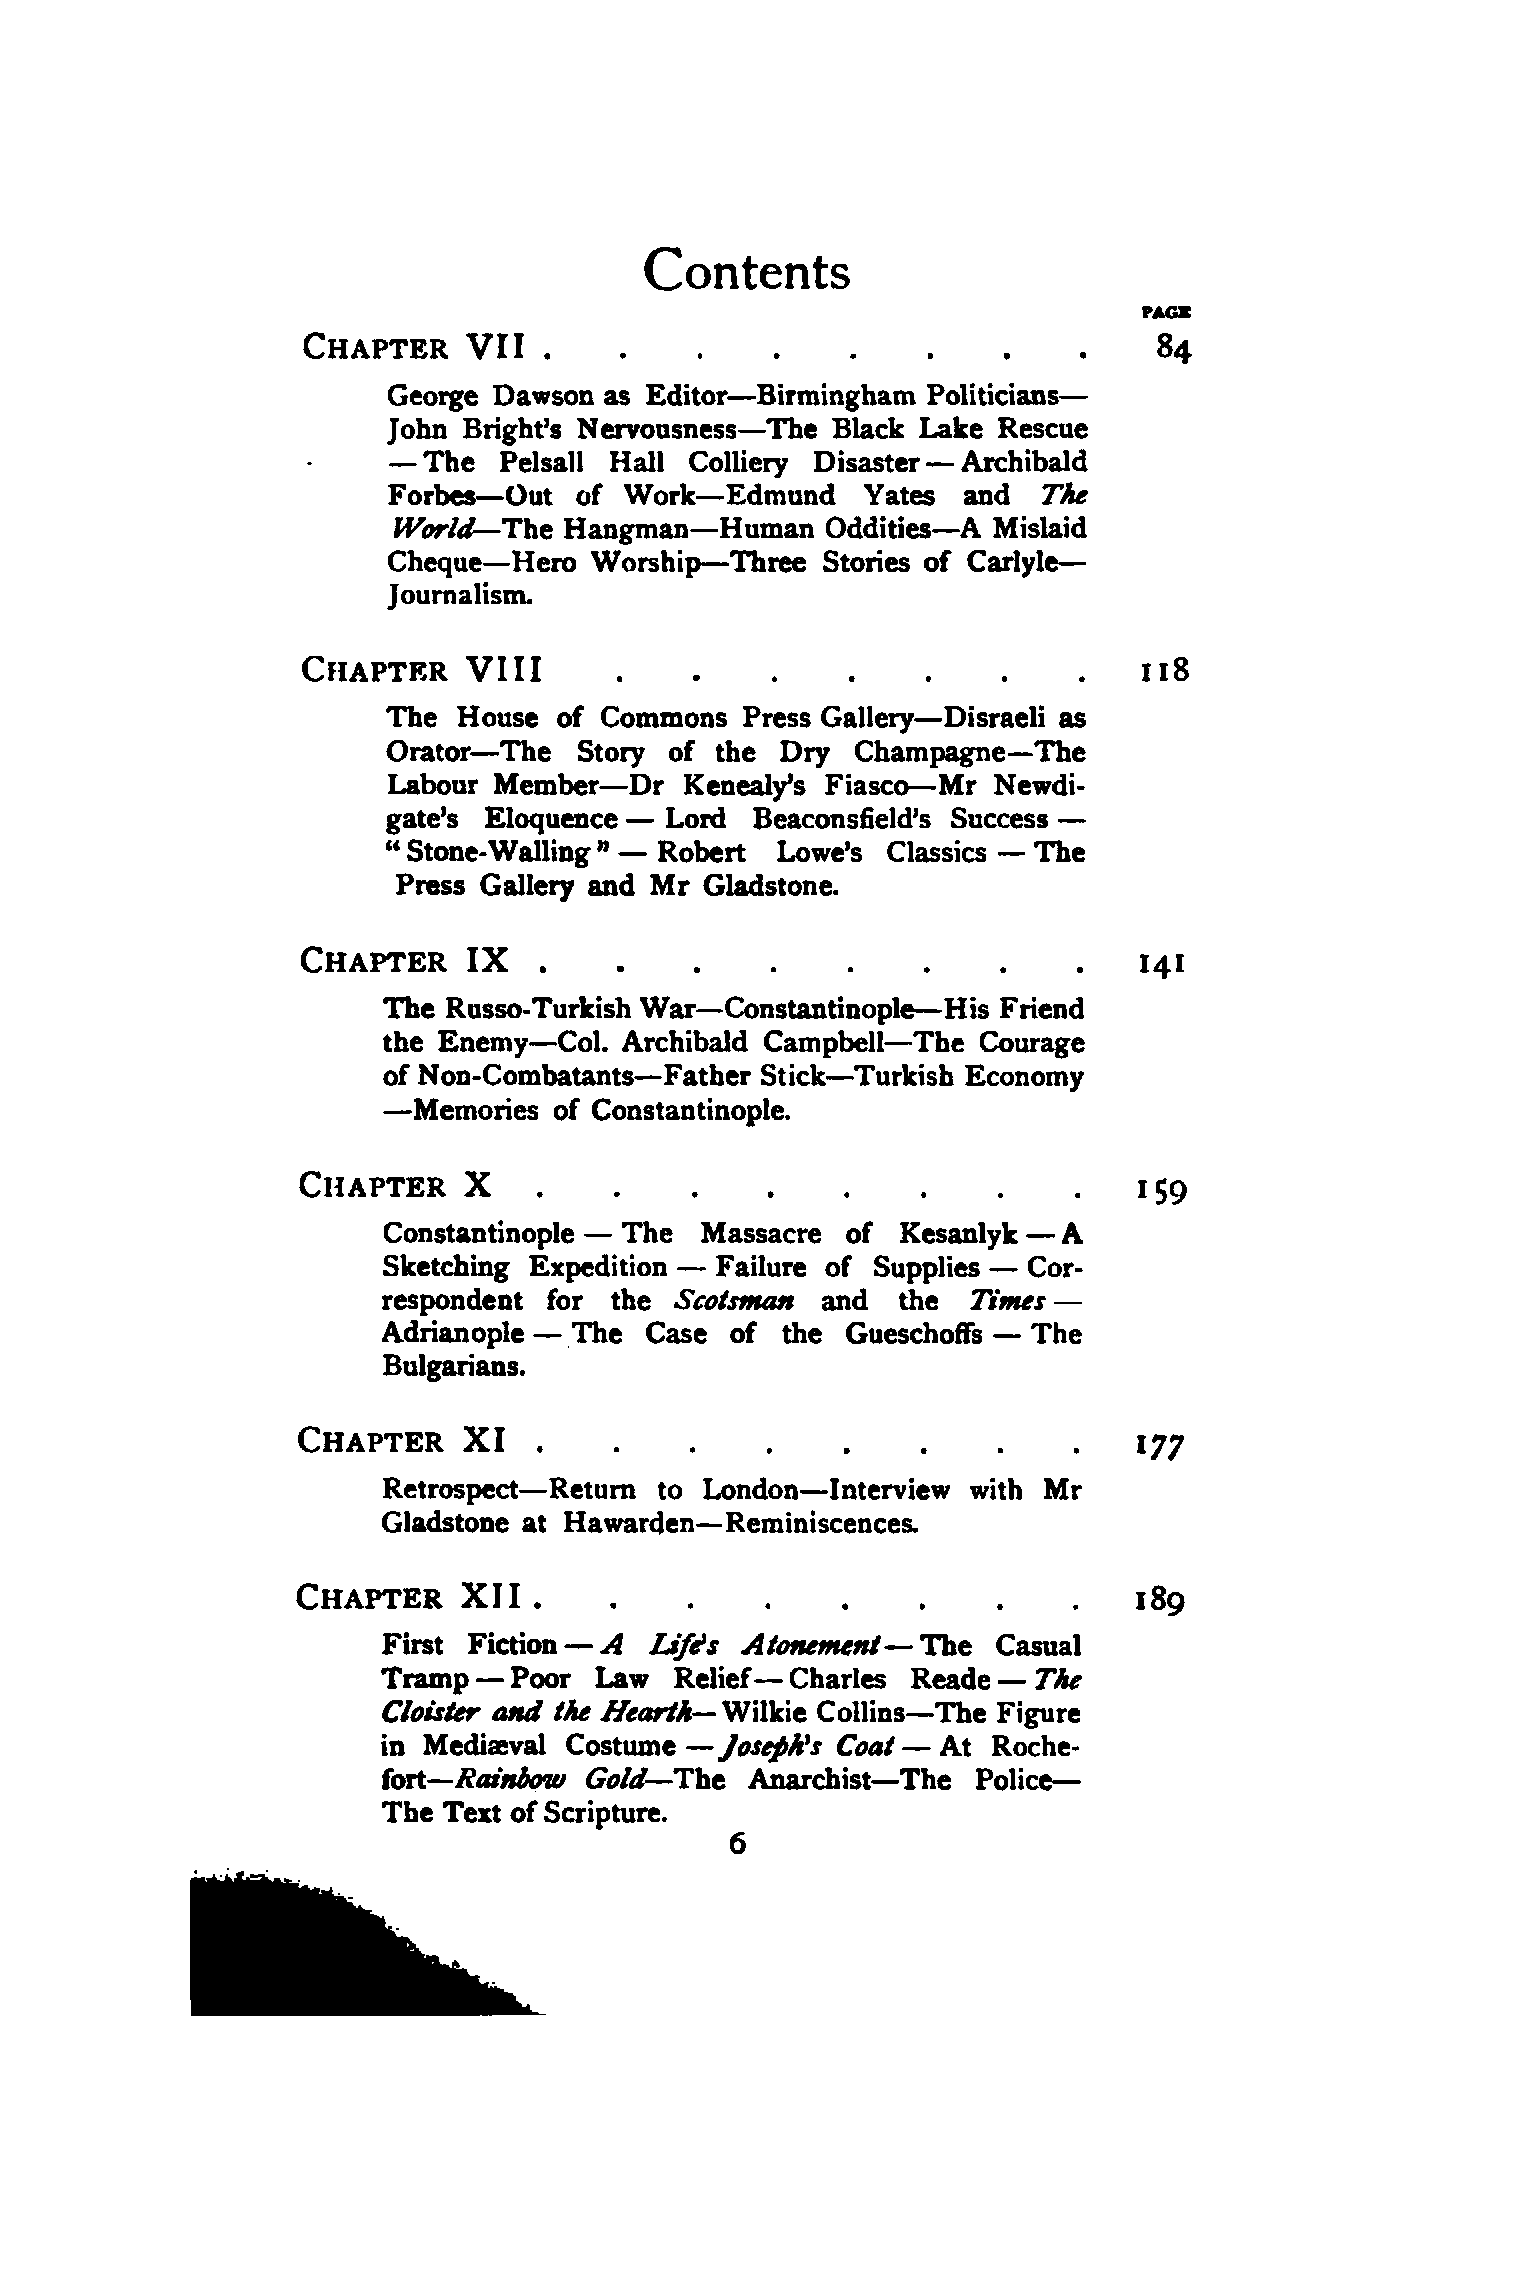 Contents
PAGE
CHAPTER VII . . . . . . . . 84
George Dawson as Editor—Birmingham Politicians—
John Bright's Nervousness—The Black Lake Rescue
—The Pelsall Hall Colliery Disaster—Archibald
Forbes—Out of Work—Edmund Yates and The
World—The Hangman—Human Oddities—A Mislaid
Cheque—Hero Worship—Three Stories of Carlyle—
Journalism.
CHAPTER VIII . . . . . . . 118
The House of Commons Press Gallery—Disraeli as
Orator—The Story of the Dry Champagne—The
Labour Member—Dr Kenealy's Fiasco—Mr Newdi-
gate's Eloquence — Lord Beaconsfield's Success —
"Stone-Walling" — Robert Lowe's Classics — The
Press Gallery and Mr Gladstone.
CHAPTER IX . . . . . . . . 141
The Russo-Turkish War—Constantinople—His Friend
the Enemy—Col. Archibald Campbell—The Courage
of Non-Combatants—Father Stick—Turkish Economy
—Memories of Constantinople.
CHAPTER X . . . . . . . . 159
Constantinople — The Massacre of Kesanlyk — A
Sketching Expedition — Failure of Supplies — Cor-
respondent for the Scotsman and the Times —
Adrianople — The Case of the Gueschoffs — The
Bulgarians.
CHAPTER XI . . . . . . . . 177
Retrospect—Return to London—Interview with Mr
Gladstone at Hawarden—Reminiscences.
CHAPTER XII . . . . . . . . 189
First Fiction — A Life's Atonement — The Casual
Tramp — Poor Law Relief — Charles Reade — The
Cloister and the Hearth—Wilkie Collins—The Figure
in Mediæval Costume — Joseph's Coat — At Roche-
fort—Rainbow Gold—The Anarchist—The Police—
The Text of Scripture.
6